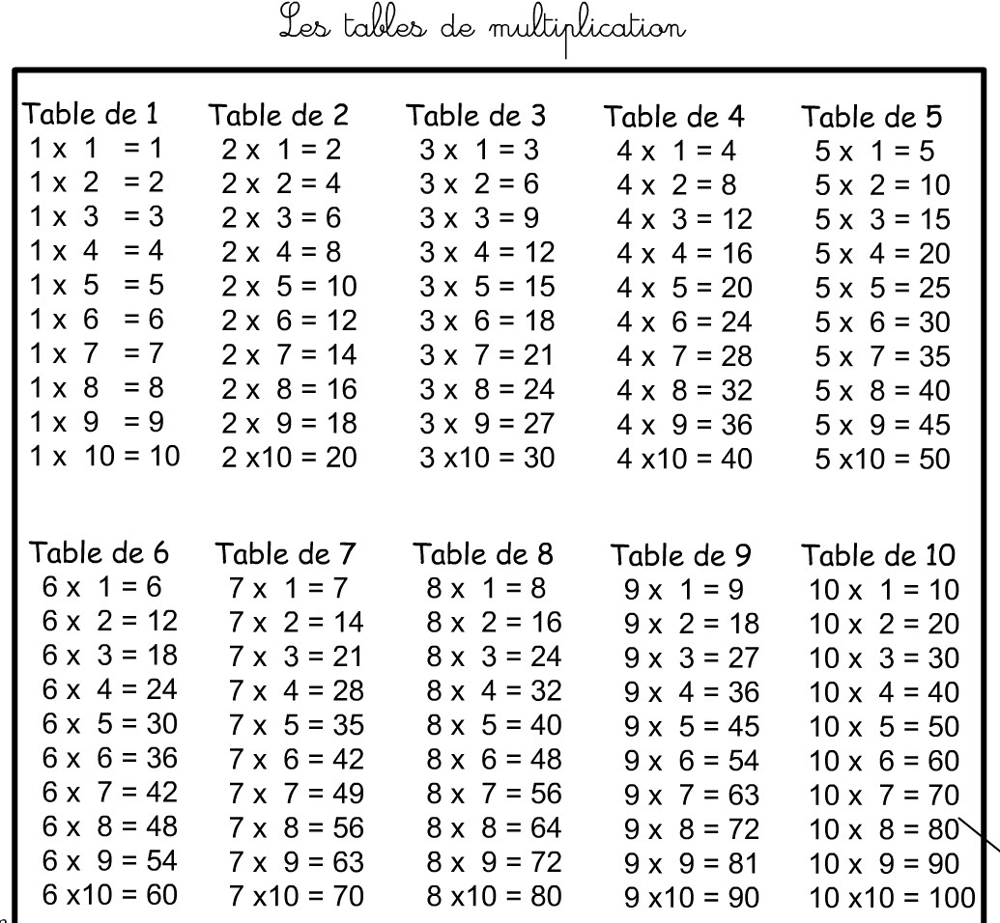 Les tables de multiplication
Table de 1 Table de 2 Table de 3 Table de 4 Table de 5
1 x 1 = 1 2 x 1 = 2 3 x 1 = 3 4 x 1 = 4 5 x 1 = 5
1 x 2 = 2 2 x 2 = 4 3 x 2 = 6 4 x 2 = 8 5 x 2 = 10
1 x 3 = 3 2 x 3 = 6 3 x 3 = 9 4 x 3 = 12 5 x 3 = 15
1 x 4 = 4 2 x 4 = 8 3 x 4 = 12 4 x 4 = 16 5 x 4 = 20
1 x 5 = 5 2 x 5 = 10 3 x 5 = 15 4 x 5 = 20 5 x 5 = 25
1 x 6 = 6 2 x 6 = 12 3 x 6 = 18 4 x 6 = 24 5 x 6 = 30
1 x 7 = 7 2 x 7 = 14 3 x 7 = 21 4 x 7 = 28 5 x 7 = 35
1 x 8 = 8 2 x 8 = 16 3 x 8 = 24 4 x 8 = 32 5 x 8 = 40
1 x 9 = 9 2 x 9 = 18 3 x 9 = 27 4 x 9 = 36 5 x 9 = 45
1 x 10 = 10 2 x10 = 20 3 x10 = 30 4 x10 = 40 5 x10 = 50
Table de 6 Table de 7 Table de 8 Table de 9 Table de 10
6 x 1 = 6 7 x 1 = 7 8 x 1 = 8 9 x 1 = 9 10 x 1 = 10
6 x 2 = 12 7 x 2 = 14 8 x 2 = 16 9 x 2 = 18 10 x 2 = 20
6 x 3 = 18 7 x 3 = 21 8 x 3 = 24 9 x 3 = 27 10 x 3 = 30
6 x 4 = 24 7 x 4 = 28 8 x 4 = 32 9 x 4 = 36 10 x 4 = 40
6 x 5 = 30 7 x 5 = 35 8 x 5 = 40 9 x 5 = 45 10 x 5 = 50
6 x 6 = 36 7 x 6 = 42 8 x 6 = 48 9 x 6 = 54 10 x 6 = 60
6 x 7 = 42 7 x 7 = 49 8 x 7 = 56 9 x 7 = 63 10 x 7 = 70
6 x 8 = 48 7 x 8 = 56 8 x 8 = 64 9 x 8 = 72 10 x 8 = 80
6 x 9 = 54 7 x 9 = 63 8 x 9 = 72 9 x 9 = 81 10 x 9 = 90
6 x10 = 60 7 x10 = 70 8 x10 = 80 9 x10 = 90 10 x10 = 100